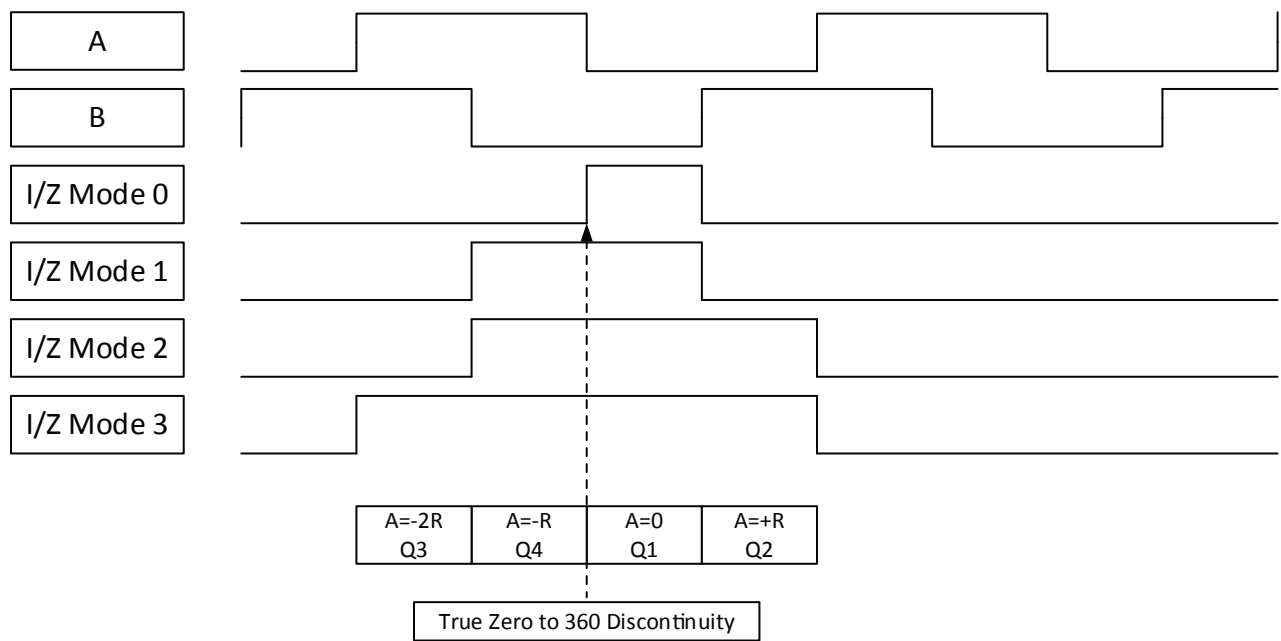 A
B
I/Z Mode 0
I/Z Mode 1
I/Z Mode 2
I/Z Mode 3
A=-2R
Q3
A=-R
Q4
A=0
Q1
A=+R
Q2
True Zero to 360 Discontinuity